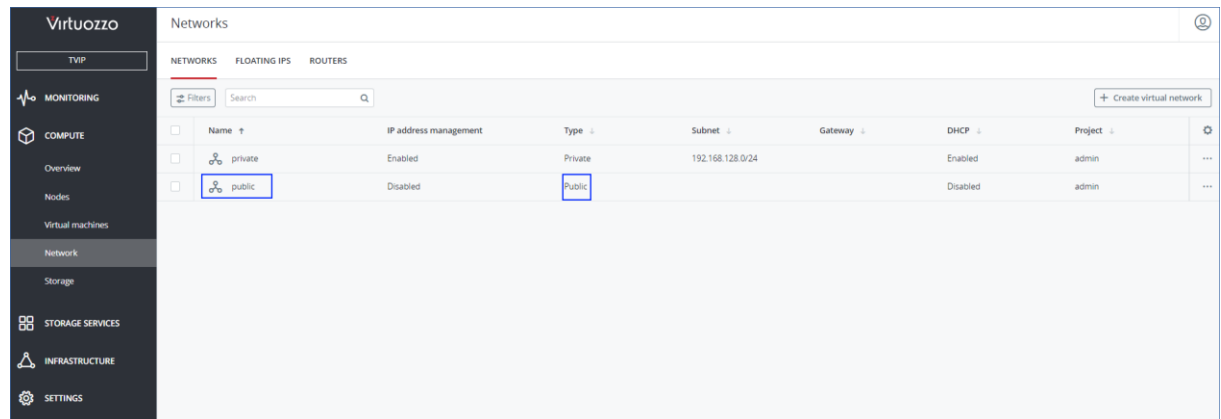 Virtuozzo
Networks
TVIP
NETWORKS FLOATING IPS ROUTERS
MONITORING
Filters Search + Create virtual network
COMPUTE
Name ↑ IP address management Type ↓ Subnet ↓ Gateway ↓ DHCP ↓ Project ↓
private Enabled Private 192.168.128.0/24 Enabled admin ...
Overview
public Disabled Public Disabled admin ...
Nodes
Virtual machines
Network
Storage
STORAGE SERVICES
INFRASTRUCTURE
SETTINGS